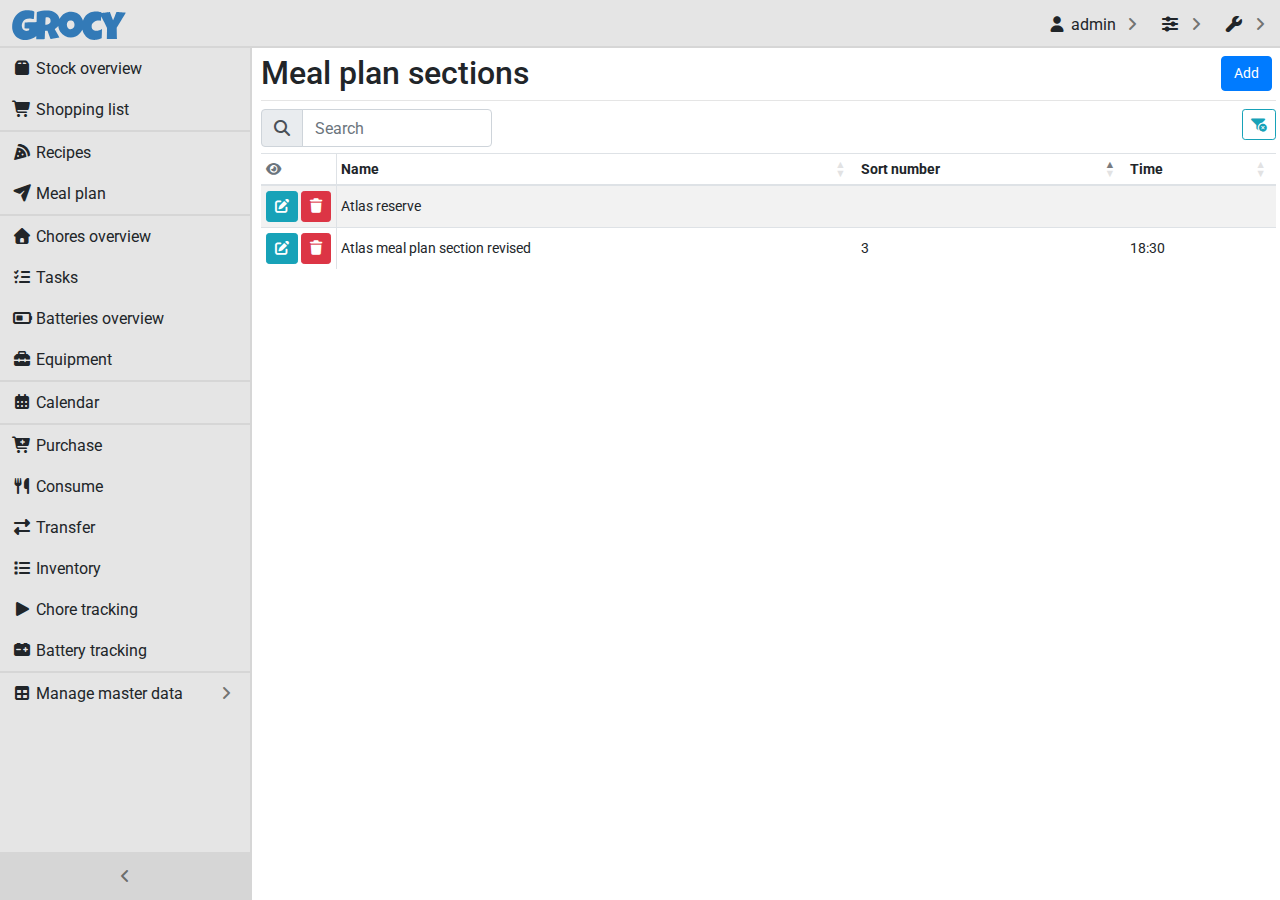 GROCY
admin
Stock overview
Shopping list
Recipes
Meal plan
Chores overview
Tasks
Batteries overview
Equipment
Calendar
Purchase
Consume
Transfer
Inventory
Chore tracking
Battery tracking
Manage master data
Meal plan sections
Add
Search
Name Sort number Time
Atlas reserve
Atlas meal plan section revised 3 18:30